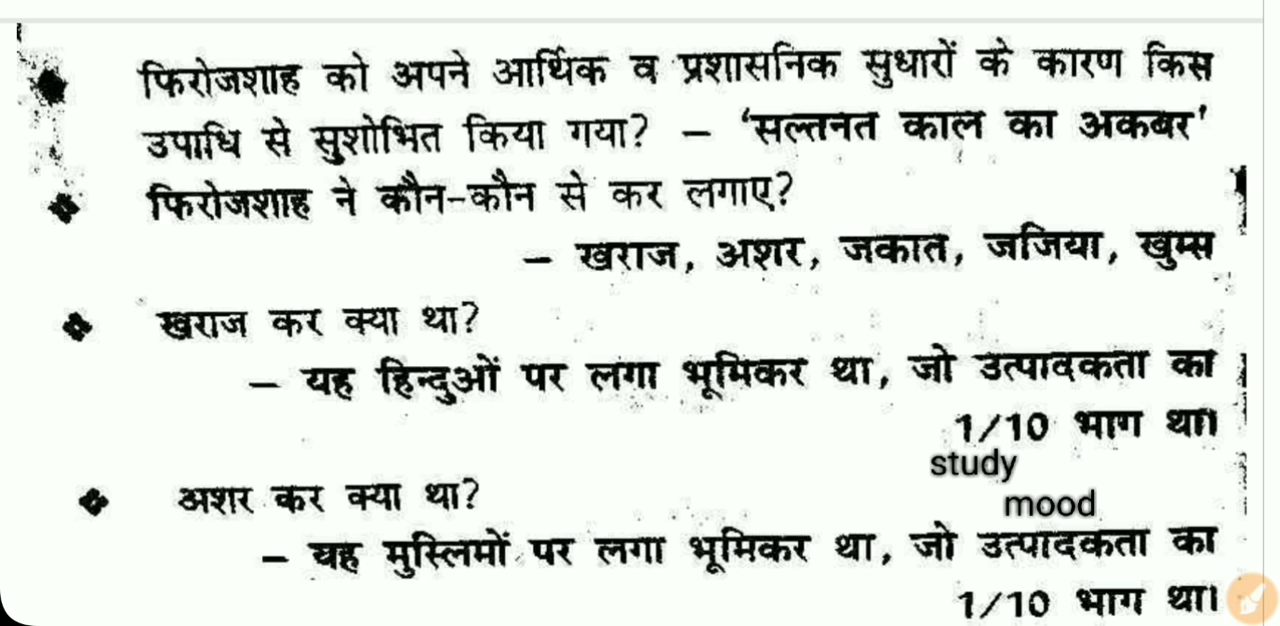 फिरोजशाह को अपने आर्थिक व प्रशासनिक सुधारों के कारण किस
उपाधि से सुशोभित किया गया? – 'सल्तनत काल का अकबर'
फिरोजशाह ने कौन-कौन से कर लगाए?
– खराज, अशर, जकात, जजिया, खुम्स
खराज कर क्या था?
– यह हिन्दुओं पर लगा भूमिकर था, जो उत्पादकता का
1/10 भाग था।
study
mood
अशर कर क्या था?
– यह मुस्लिमों पर लगा भूमिकर था, जो उत्पादकता का
1/10 भाग था।